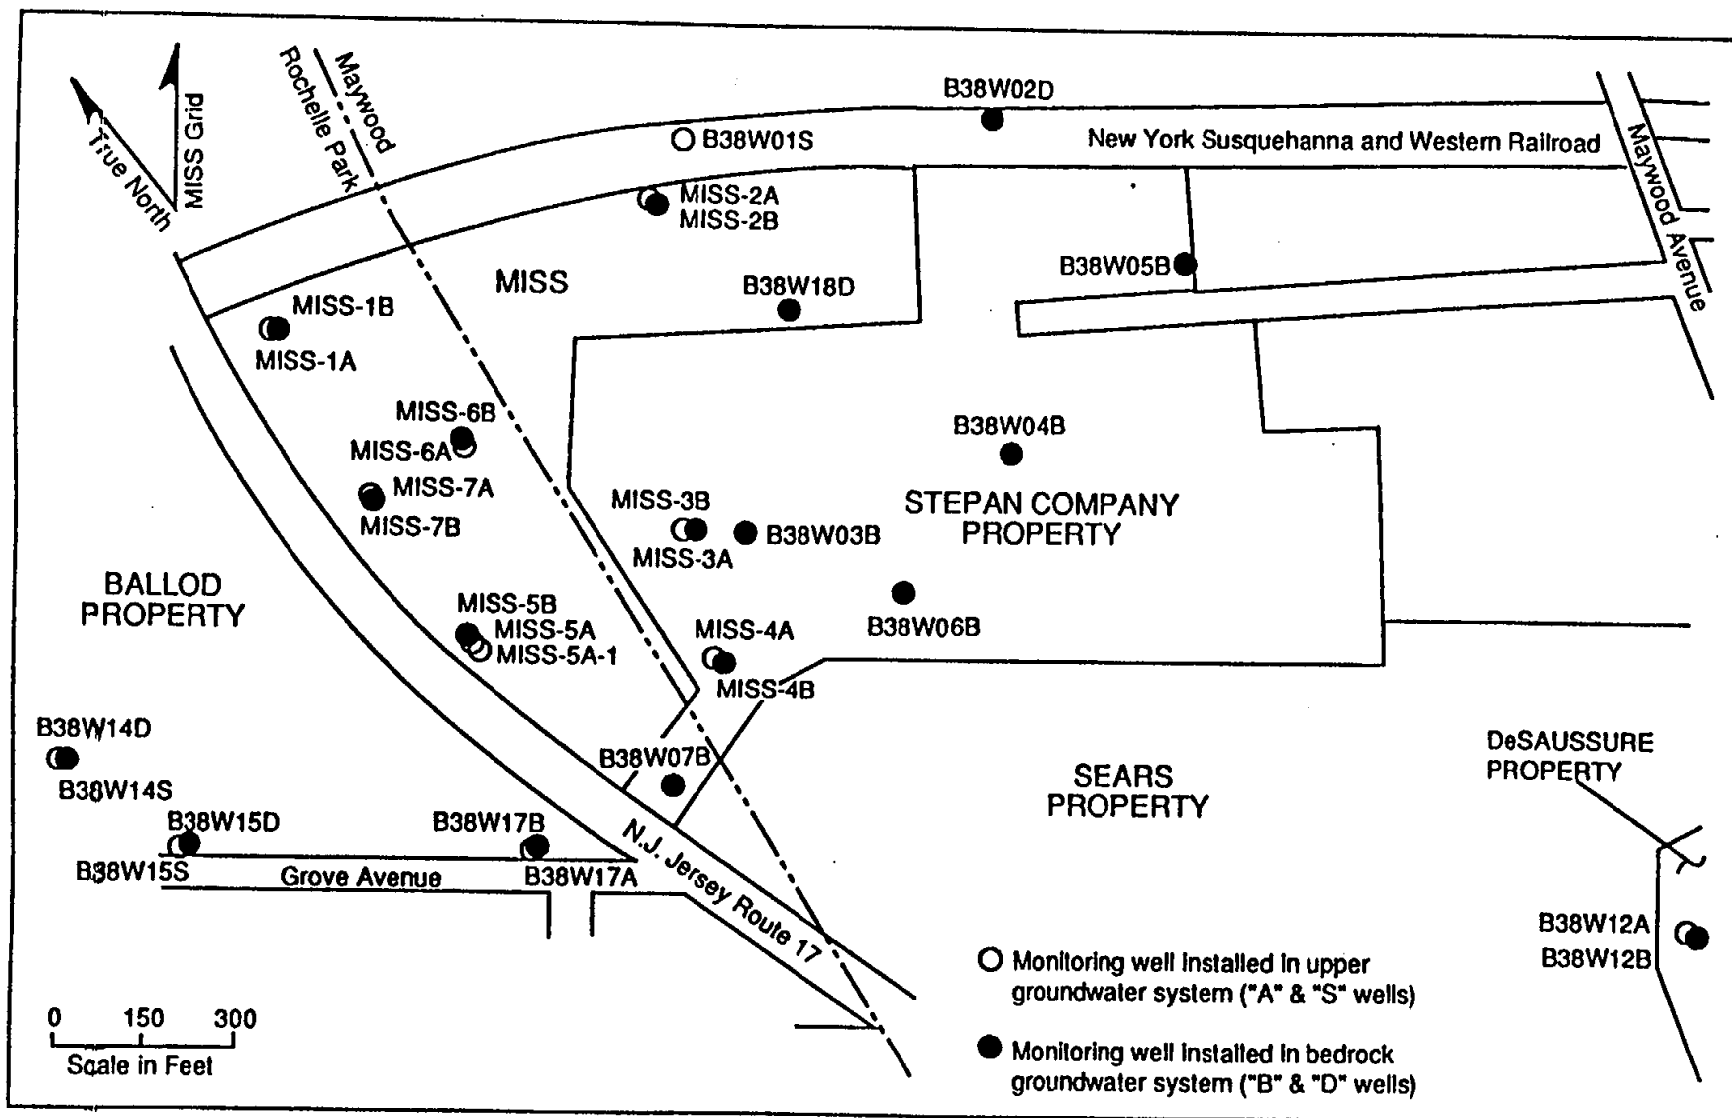 MISS Grid
True North
Maywood
Rochelle Park
B38W02D
B38W01S
New York Susquehanna and Western Railroad
Maywood Avenue
MISS-2A
MISS-2B
MISS
B38W18D
B38W05B
MISS-1B
MISS-1A
MISS-6B
MISS-6A
MISS-7A
MISS-7B
B38W04B
STEPAN COMPANY
PROPERTY
MISS-3B
MISS-3A
B38W03B
B38W06B
BALLOD
PROPERTY
MISS-5B
MISS-5A
MISS-5A-1
MISS-4A
MISS-4B
B38W14D
B38W14S
B38W07B
SEARS
PROPERTY
DeSAUSSURE
PROPERTY
B38W15D
B38W15S
B38W17B
B38W17A
Grove Avenue
N.J. Jersey Route 17
B38W12A
B38W12B
Monitoring well installed in upper
groundwater system ("A" & "S" wells)
Monitoring well installed in bedrock
groundwater system ("B" & "D" wells)
0 150 300
Scale in Feet